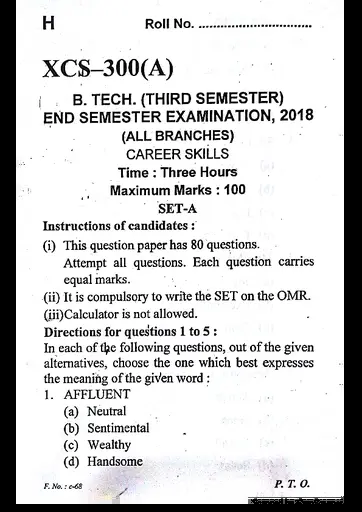 H Roll No. ................................
XCS–300(A)
B. TECH. (THIRD SEMESTER)
END SEMESTER EXAMINATION, 2018
(ALL BRANCHES)
CAREER SKILLS
Time : Three Hours
Maximum Marks : 100
SET-A
Instructions of candidates :
(i) This question paper has 80 questions.
Attempt all questions. Each question carries
equal marks.
(ii) It is compulsory to write the SET on the OMR.
(iii)Calculator is not allowed.
Directions for questions 1 to 5 :
In each of the following questions, out of the given
alternatives, choose the one which best expresses
the meaning of the given word :
1. AFFLUENT
(a) Neutral
(b) Sentimental
(c) Wealthy
(d) Handsome
F. No. : c-68 P. T. O.